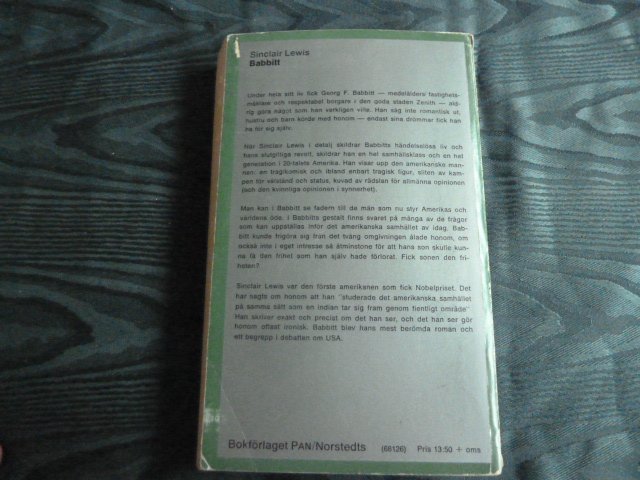 Sinclair Lewis
Babbitt
Under hela sitt liv fick Georg F. Babbitt — medelålders fastighets-
mäklare och respektabel borgare i den goda staden Zenith — ald-
rig göra något som han verkligen ville. Han såg inte romantisk ut,
hustru och barn körde med honom — endast sina drömmar fick han
ha för sig själv.
När Sinclair Lewis i detalj skildrar Babbitts händelselösa liv och
hans slutgiltiga revolt, skildrar han en hel samhällsklass och en hel
generation i 20-talets Amerika. Han visar upp den amerikanske man-
nen: en tragikomisk och ibland enbart tragisk figur, sliten av kam-
pen för välstånd och status, kuvad av rädslan för allmänna opinionen
(och den kvinnliga opinionen i synnerhet).
Man kan i Babbitt se fadern till de män som nu styr Amerikas och
världens öde. I Babbitts gestalt finns svaret på många av de frågor
som kan uppställas inför det amerikanska samhället av idag. Bab-
bitt kunde frigöra sig från det tvång omgivningen ålade honom, om
också inte i eget intresse så åtminstone för att hans son skulle kun-
na få den frihet som han själv hade förlorat. Fick sonen den fri-
heten?
Sinclair Lewis var den förste amerikanen som fick Nobelpriset. Det
har sagts om honom att han "studerade det amerikanska samhället
på samma sätt som en indian tar sig fram genom fientligt område"
Han skriver exakt och precist om det han ser, och det han ser gör
honom oftast ironisk. Babbitt blev hans mest berömda roman och
ett begrepp i debatten om USA.
Bokförlaget PAN/Norstedts (68126) Pris 13:50 + oms